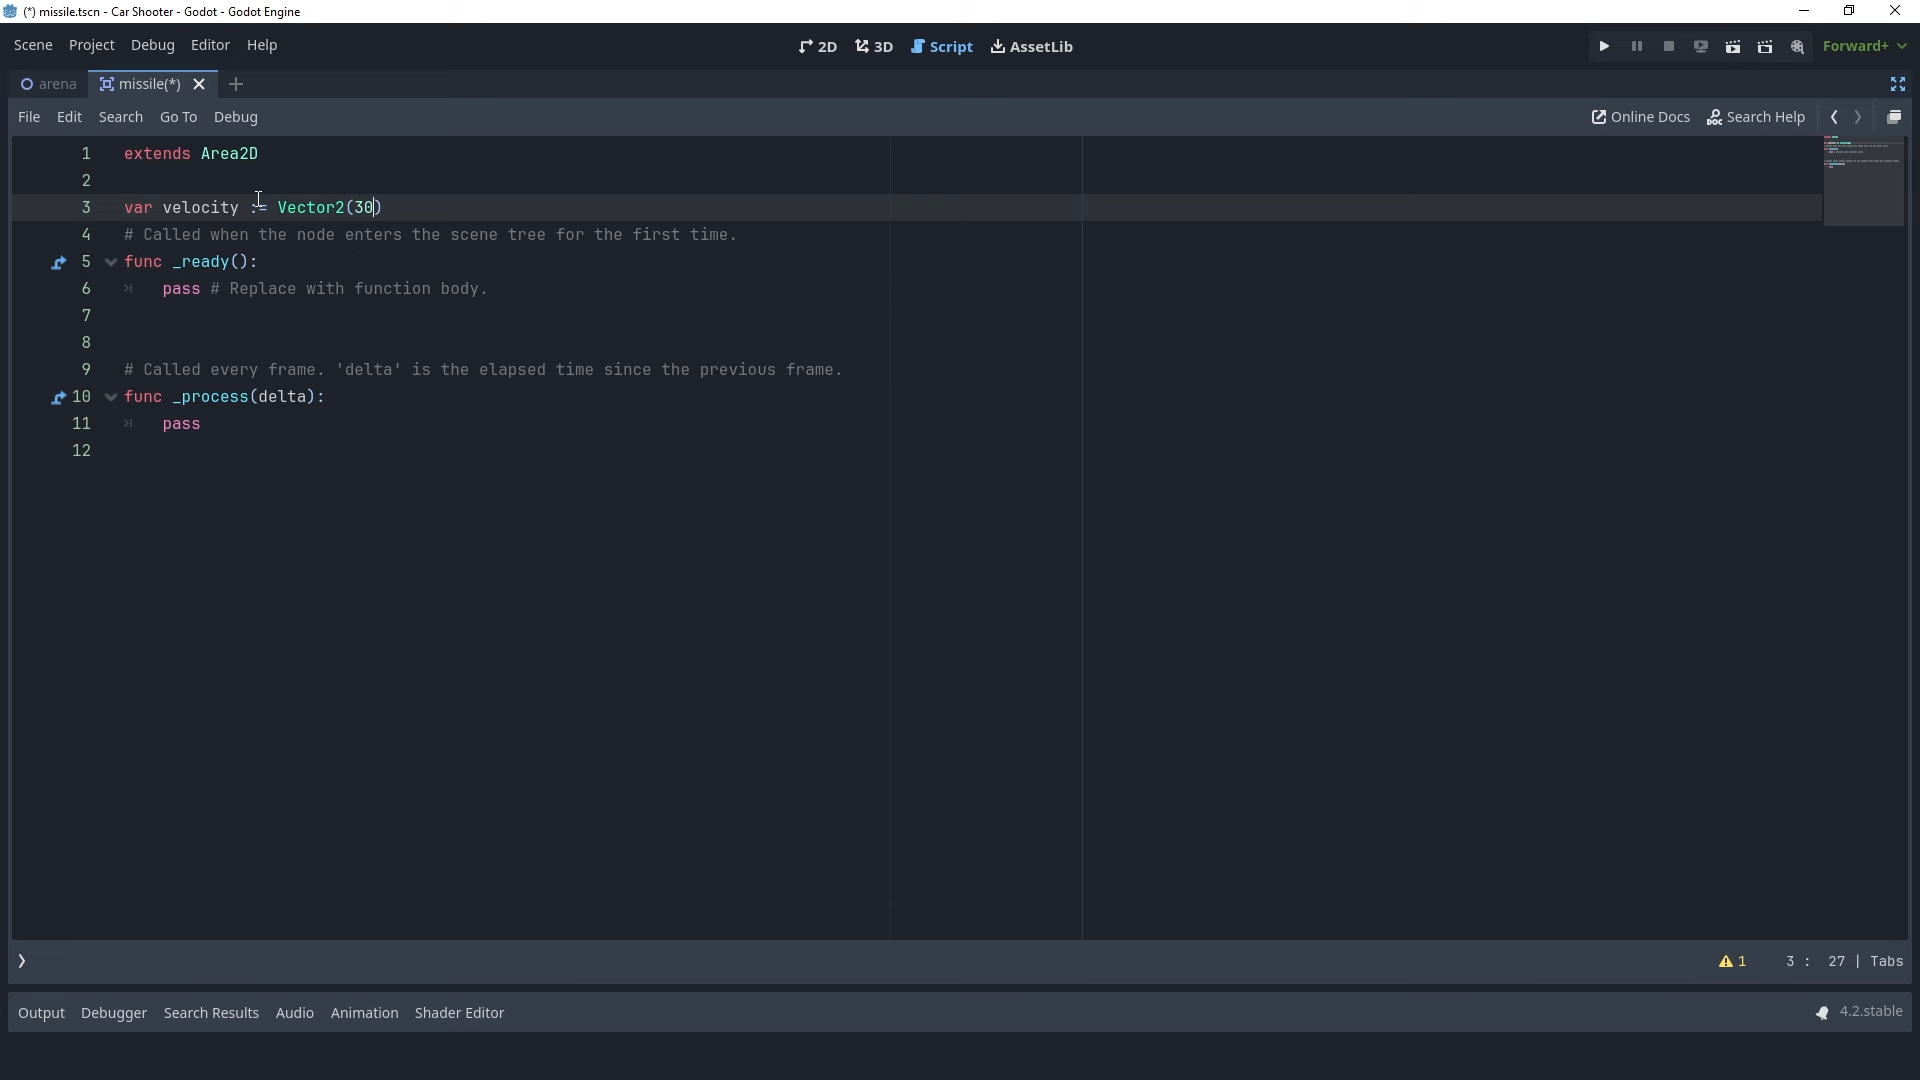 (*) missile.tscn - Car Shooter - Godot - Godot Engine
Scene Project Debug Editor Help 2D 3D Script AssetLib Forward+
arena missile(*)
File Edit Search Go To Debug Online Docs Search Help
1 extends Area2D
2
3 var velocity := Vector2(30)
4 # Called when the node enters the scene tree for the first time.
5 func _ready():
6 pass # Replace with function body.
7
8
9 # Called every frame. 'delta' is the elapsed time since the previous frame.
10 func _process(delta):
11 pass
12
1 3 : 27 | Tabs
Output Debugger Search Results Audio Animation Shader Editor 4.2.stable